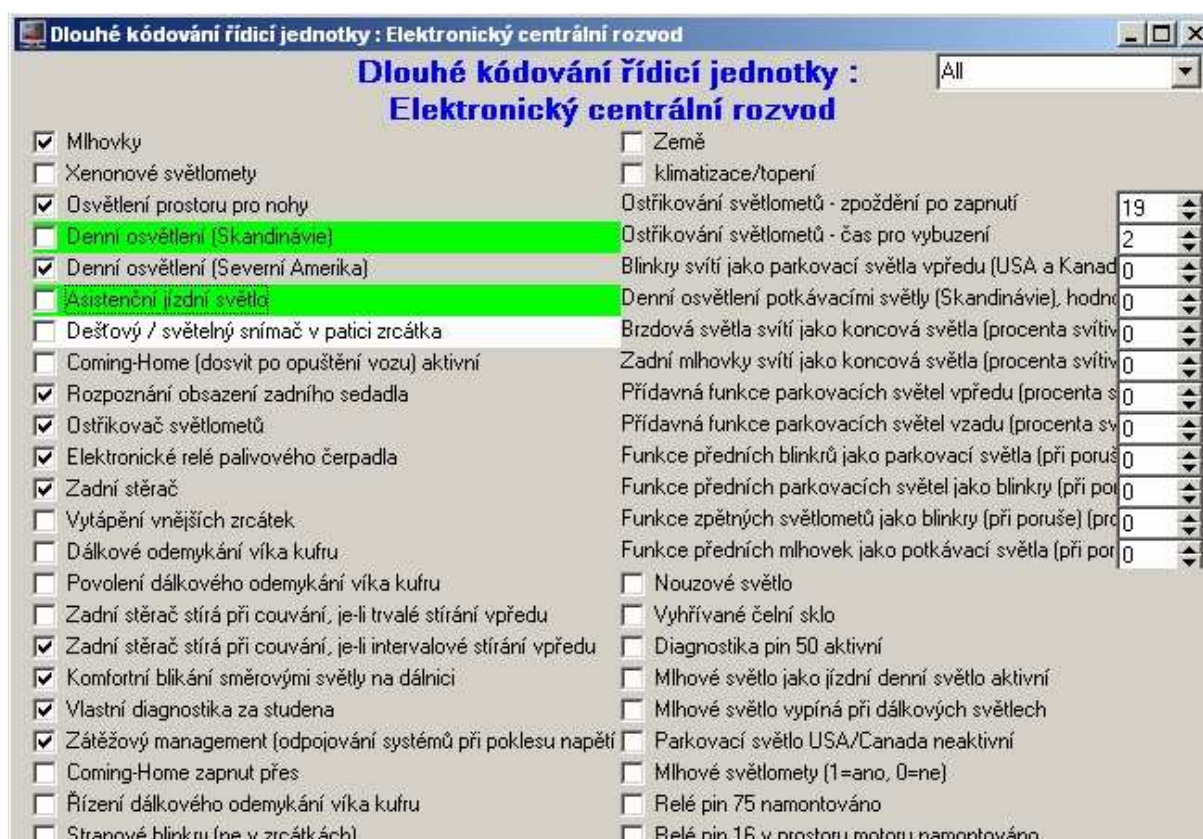 Dlouhé kódování řídicí jednotky : Elektronický centrální rozvod
Dlouhé kódování řídicí jednotky :
Elektronický centrální rozvod
All
Mlhovky
Xenonové světlomety
Osvětlení prostoru pro nohy
Denní osvětlení (Skandinávie)
Denní osvětlení (Severní Amerika)
Asistenční jízdní světlo
Dešťový / světelný snímač v patici zrcátka
Coming-Home (dosvit po opuštění vozu) aktivní
Rozpoznání obsazení zadního sedadla
Ostřikovač světlometů
Elektronické relé palivového čerpadla
Zadní stěrač
Vytápění vnějších zrcátek
Dálkové odemykání víka kufru
Povolení dálkového odemykání víka kufru
Zadní stěrač stírá při couvání, je-li trvalé stírání vpředu
Zadní stěrač stírá při couvání, je-li intervalové stírání vpředu
Komfortní blikání směrovými světly na dálnici
Vlastní diagnostika za studena
Zátěžový management (odpojování systémů při poklesu napětí
Coming-Home zapnut přes
Řízení dálkového odemykání víka kufru
Stranové blinkry (ne v zrcátkách)
Země
klimatizace/topení
Ostřikování světlometů - zpoždění po zapnutí 19
Ostřikování světlometů - čas pro vybuzení 2
Blinkry svítí jako parkovací světla vpředu (USA a Kanad 0
Denní osvětlení potkávacími světly (Skandinávie), hodno 0
Brzdová světla svítí jako koncová světla (procenta svítiv 0
Zadní mlhovky svítí jako koncová světla (procenta svítiv 0
Přídavná funkce parkovacích světel vpředu (procenta s 0
Přídavná funkce parkovacích světel vzadu (procenta sv 0
Funkce předních blinkrů jako parkovací světla (při poruš 0
Funkce předních parkovacích světel jako blinkry (při por 0
Funkce zpětných světlometů jako blinkry (při poruše) (pro 0
Funkce předních mlhovek jako potkávací světla (při por 0
Nouzové světlo
Vyhřívané čelní sklo
Diagnostika pin 50 aktivní
Mlhové světlo jako jízdní denní světlo aktivní
Mlhové světlo vypíná při dálkových světlech
Parkovací světlo USA/Canada neaktivní
Mlhové světlomety (1=ano, 0=ne)
Relé pin 75 namontováno
Relé pin 16 v prostoru motoru namontováno